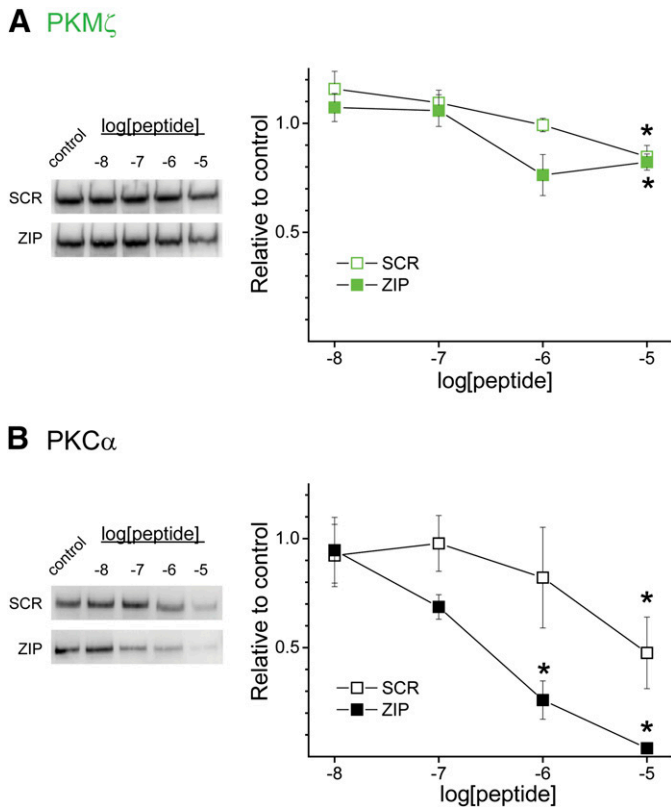 A PKMζ
log[peptide]
control -8 -7 -6 -5
SCR
ZIP
Relative to control
1.0
0.5
* 
*
SCR
ZIP
-8 -7 -6 -5
log[peptide]
B PKCα
log[peptide]
control -8 -7 -6 -5
SCR
ZIP
Relative to control
1.0
0.5
*
*
*
SCR
ZIP
-8 -7 -6 -5
log[peptide]